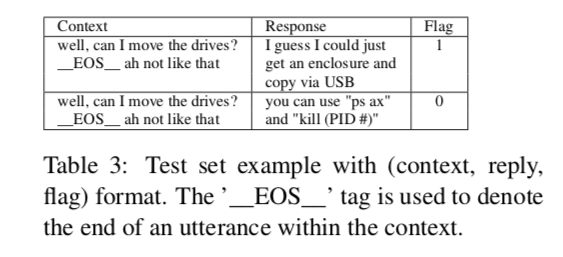 Context Response Flag
well, can I move the drives? I guess I could just 1
__EOS__ ah not like that get an enclosure and
copy via USB
well, can I move the drives? you can use "ps ax" 0
__EOS__ ah not like that and "kill (PID #)"
Table 3: Test set example with (context, reply,
flag) format. The '__EOS__' tag is used to denote
the end of an utterance within the context.